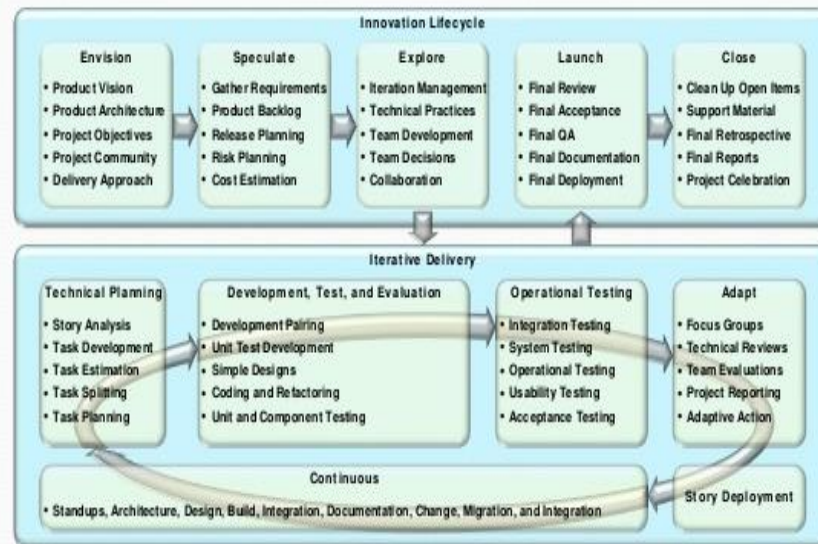 Innovation Lifecycle
Envision
• Product Vision
• Product Architecture
• Project Objectives
• Project Community
• Delivery Approach
Speculate
• Gather Requirements
• Product Backlog
• Release Planning
• Risk Planning
• Cost Estimation
Explore
• Iteration Management
• Technical Practices
• Team Development
• Team Decisions
• Collaboration
Launch
• Final Review
• Final Acceptance
• Final QA
• Final Documentation
• Final Deployment
Close
• Clean Up Open Items
• Support Material
• Final Retrospective
• Final Reports
• Project Celebration
Iterative Delivery
Technical Planning
• Story Analysis
• Task Development
• Task Estimation
• Task Splitting
• Task Planning
Development, Test, and Evaluation
• Development Pairing
• Unit Test Development
• Simple Designs
• Coding and Refactoring
• Unit and Component Testing
Operational Testing
• Integration Testing
• System Testing
• Operational Testing
• Usability Testing
• Acceptance Testing
Adapt
• Focus Groups
• Technical Reviews
• Team Evaluations
• Project Reporting
• Adaptive Action
Continuous
• Standups, Architecture, Design, Build, Integration, Documentation, Change, Migration, and Integration
Story Deployment